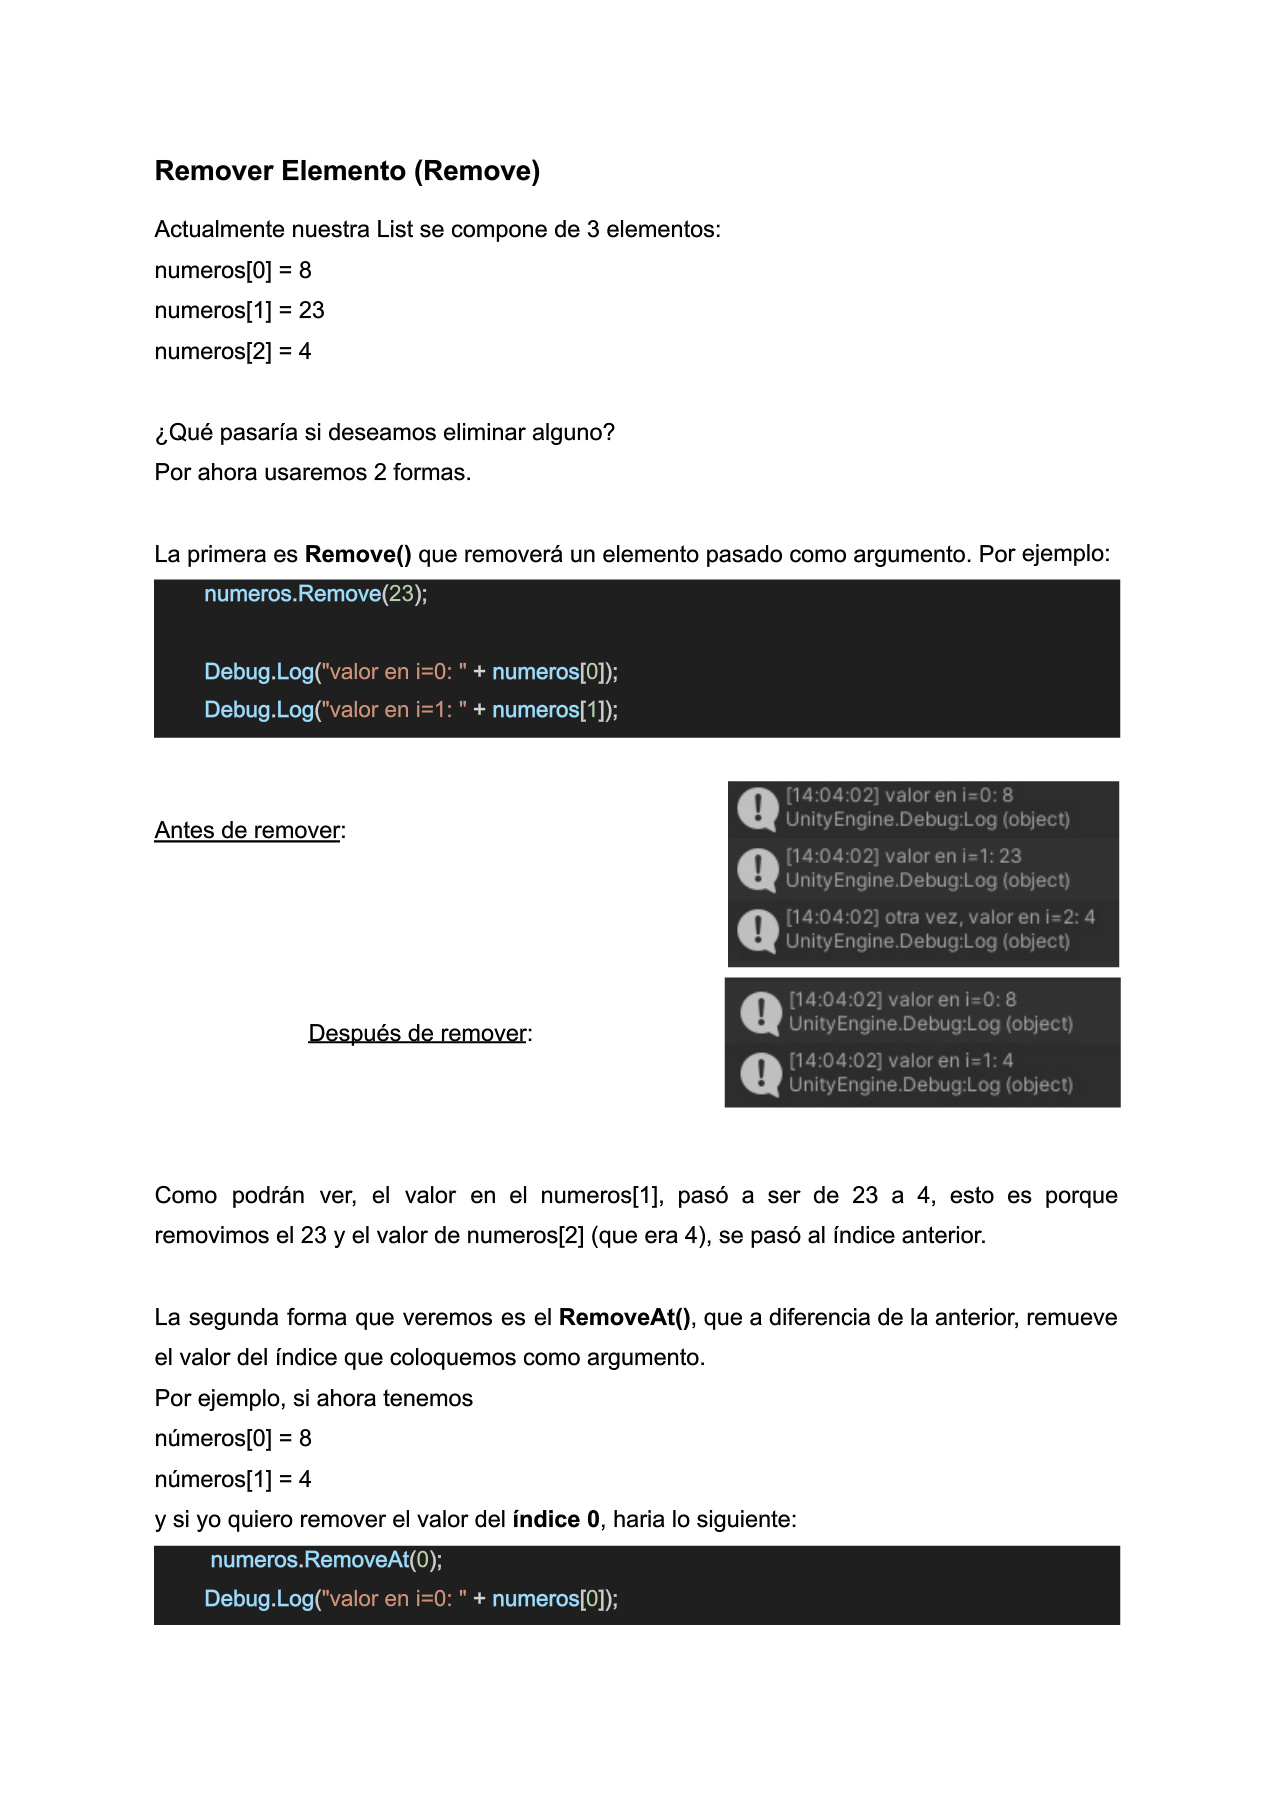 Remover Elemento (Remove)
Actualmente nuestra List se compone de 3 elementos:
numeros[0] = 8
numeros[1] = 23
numeros[2] = 4
¿Qué pasaría si deseamos eliminar alguno?
Por ahora usaremos 2 formas.
La primera es Remove() que removerá un elemento pasado como argumento. Por ejemplo:
numeros.Remove(23);
Debug.Log("valor en i=0: " + numeros[0]);
Debug.Log("valor en i=1: " + numeros[1]);
Antes de remover:
[14:04:02] valor en i=0: 8
UnityEngine.Debug:Log (object)
[14:04:02] valor en i=1: 23
UnityEngine.Debug:Log (object)
[14:04:02] otra vez, valor en i=2: 4
UnityEngine.Debug:Log (object)
Después de remover:
[14:04:02] valor en i=0: 8
UnityEngine.Debug:Log (object)
[14:04:02] valor en i=1: 4
UnityEngine.Debug:Log (object)
Como podrán ver, el valor en el numeros[1], pasó a ser de 23 a 4, esto es porque
removimos el 23 y el valor de numeros[2] (que era 4), se pasó al índice anterior.
La segunda forma que veremos es el RemoveAt(), que a diferencia de la anterior, remueve
el valor del índice que coloquemos como argumento.
Por ejemplo, si ahora tenemos
números[0] = 8
números[1] = 4
y si yo quiero remover el valor del índice 0, haria lo siguiente:
numeros.RemoveAt(0);
Debug.Log("valor en i=0: " + numeros[0]);